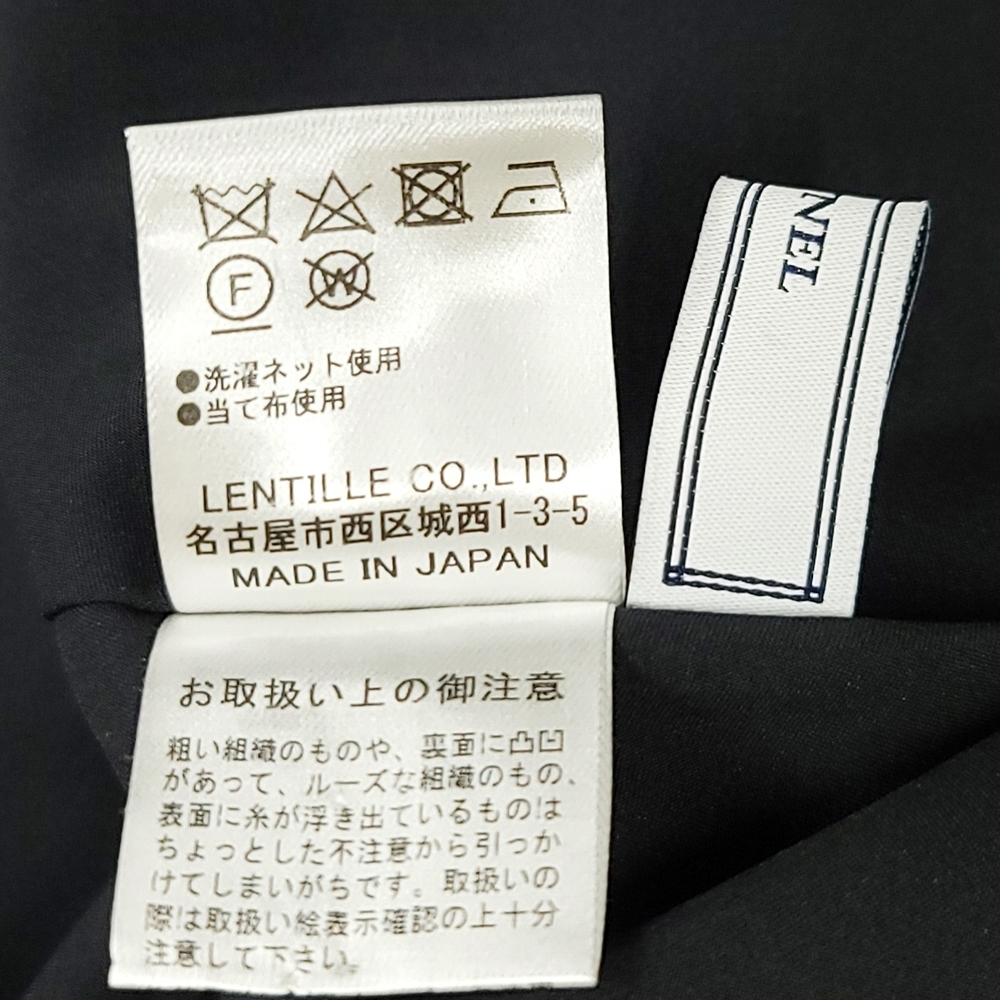 F
W
●洗濯ネット使用
●当て布使用
LENTILLE CO.,LTD
名古屋市西区城西1-3-5
MADE IN JAPAN
お取扱い上の御注意
粗い組織のものや、裏面に凸凹
があって、ルーズな組織のもの、
表面に糸が浮き出ているものは
ちょっとした不注意から引っか
けてしまいがちです。取扱いの
際は取扱い絵表示確認の上十分
注意して下さい。
NEL